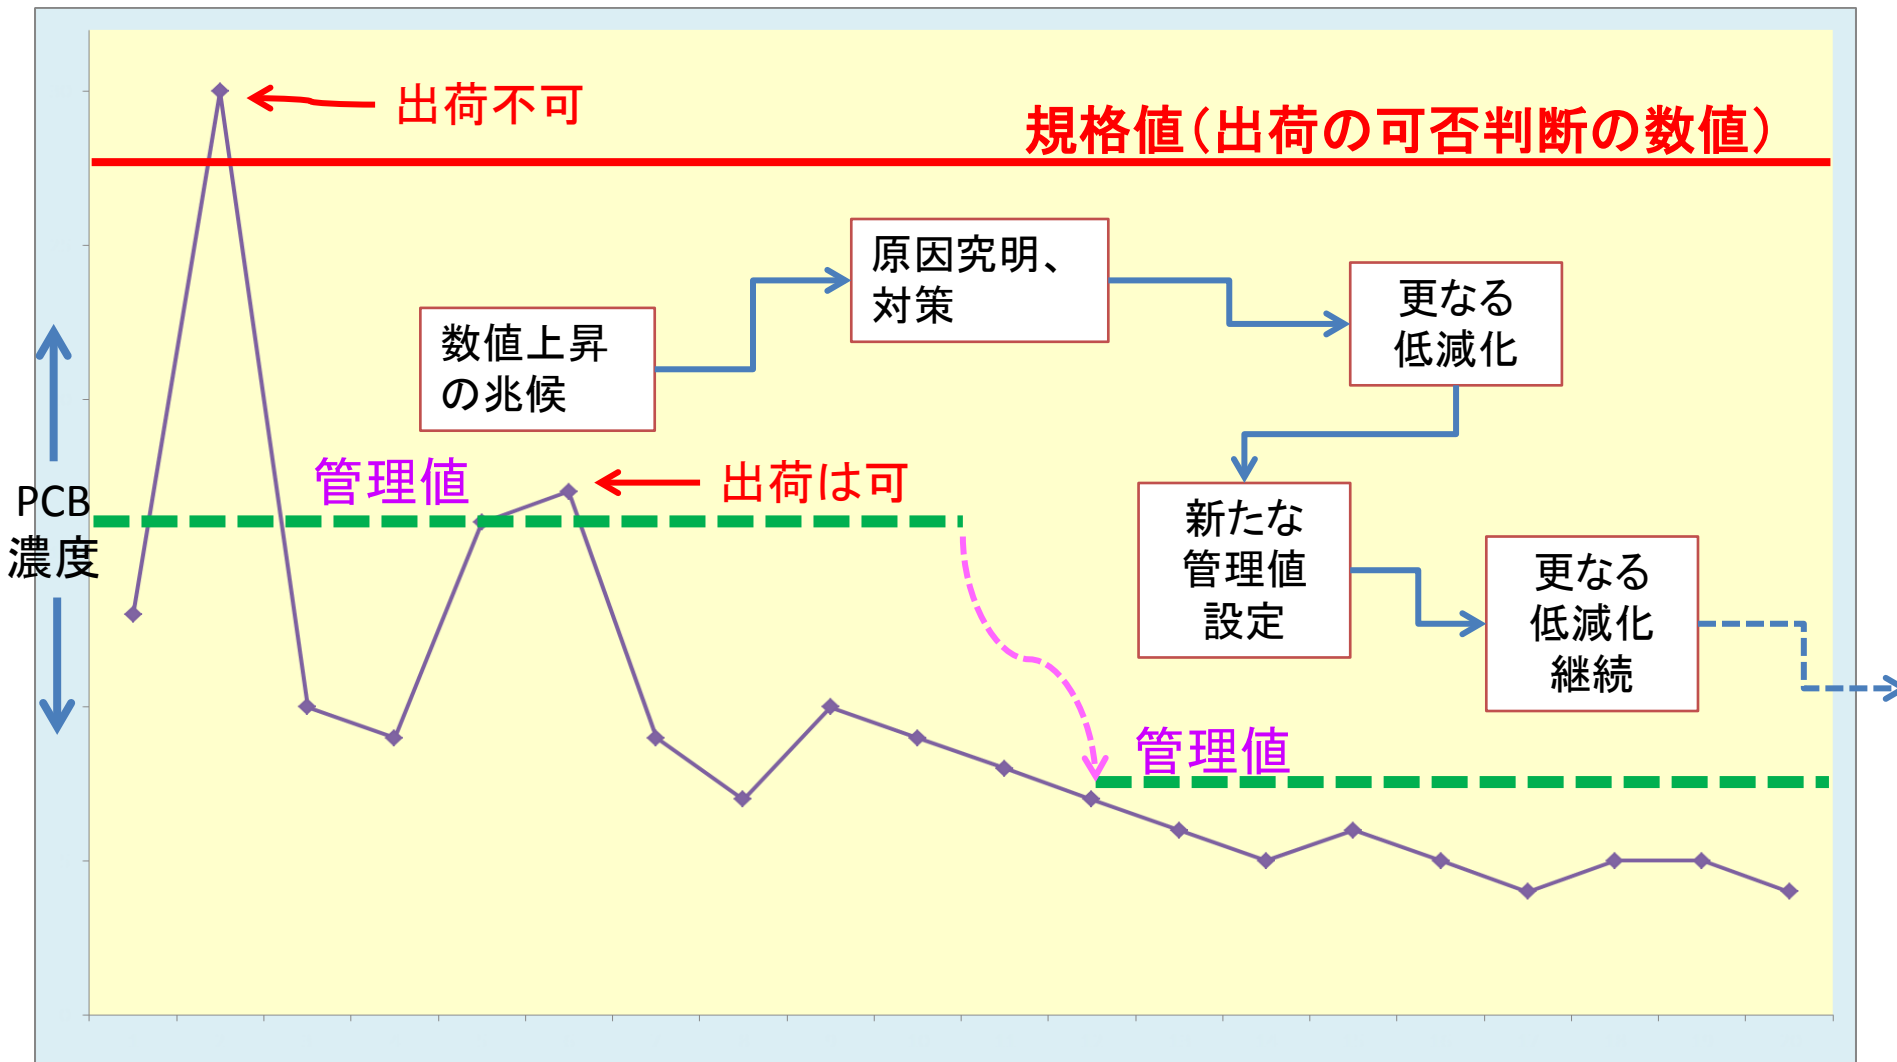 出荷不可
規格値(出荷の可否判断の数値)
原因究明、
対策
更なる
低減化
数値上昇
の兆候
管理値
出荷は可
PCB
濃度
新たな
管理値
設定
更なる
低減化
継続
管理値